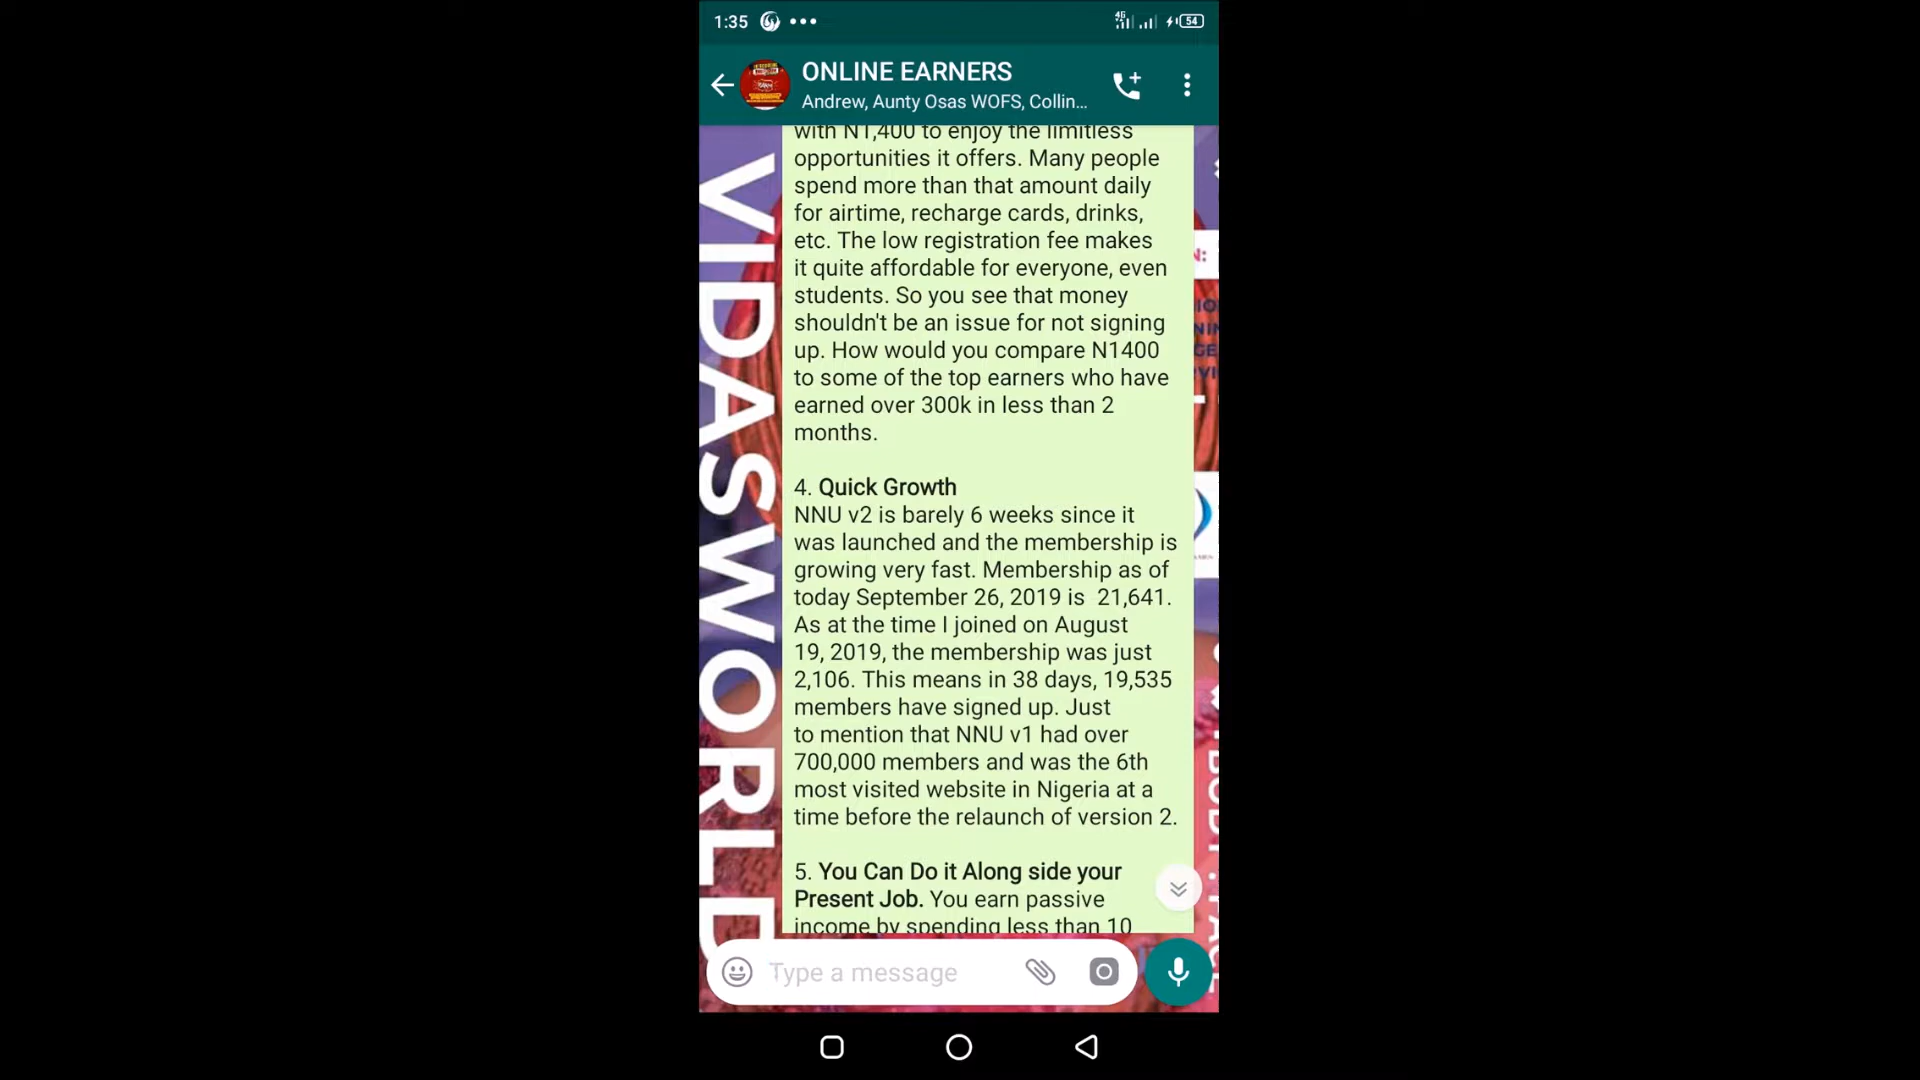 1:35
4G
54
ONLINE EARNERS
Andrew, Aunty Osas WOFS, Collin...
with N1,400 to enjoy the limitless
opportunities it offers. Many people
spend more than that amount daily
for airtime, recharge cards, drinks,
etc. The low registration fee makes
it quite affordable for everyone, even
students. So you see that money
shouldn't be an issue for not signing
up. How would you compare N1400
to some of the top earners who have
earned over 300k in less than 2
months.
4. Quick Growth
NNU v2 is barely 6 weeks since it
was launched and the membership is
growing very fast. Membership as of
today September 26, 2019 is  21,641.
As at the time I joined on August
19, 2019, the membership was just
2,106. This means in 38 days, 19,535
members have signed up. Just
to mention that NNU v1 had over
700,000 members and was the 6th
most visited website in Nigeria at a
time before the relaunch of version 2.
5. You Can Do it Along side your
Present Job. You earn passive
income by spending less than 10
Type a message
VIDASWORLD